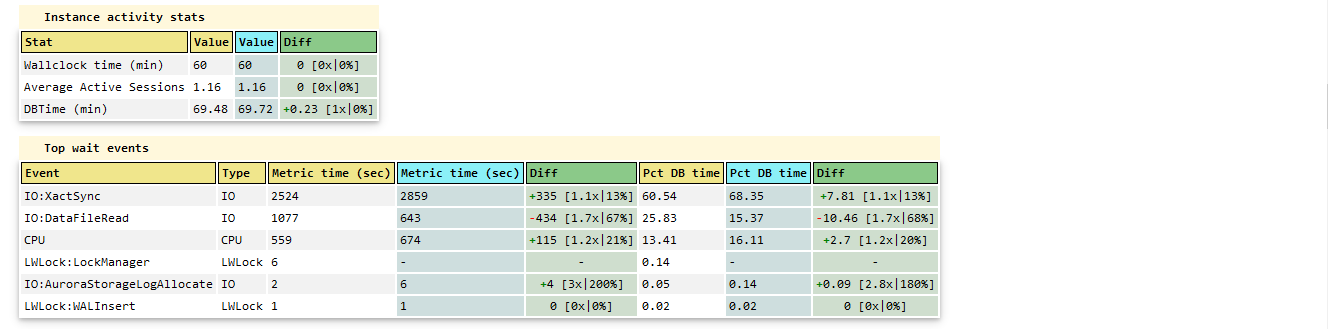 Instance activity stats
Stat Value Value Diff
Wallclock time (min) 60 60 0 [0x|0%]
Average Active Sessions 1.16 1.16 0 [0x|0%]
DBTime (min) 69.48 69.72 +0.23 [1x|0%]
Top wait events
Event Type Metric time (sec) Metric time (sec) Diff Pct DB time Pct DB time Diff
IO:XactSync IO 2524 2859 +335 [1.1x|13%] 60.54 68.35 +7.81 [1.1x|13%]
IO:DataFileRead IO 1077 643 -434 [1.7x|67%] 25.83 15.37 -10.46 [1.7x|68%]
CPU CPU 559 674 +115 [1.2x|21%] 13.41 16.11 +2.7 [1.2x|20%]
LWLock:LockManager LWLock 6 - - 0.14 - -
IO:AuroraStorageLogAllocate IO 2 6 +4 [3x|200%] 0.05 0.14 +0.09 [2.8x|180%]
LWLock:WALInsert LWLock 1 1 0 [0x|0%] 0.02 0.02 0 [0x|0%]